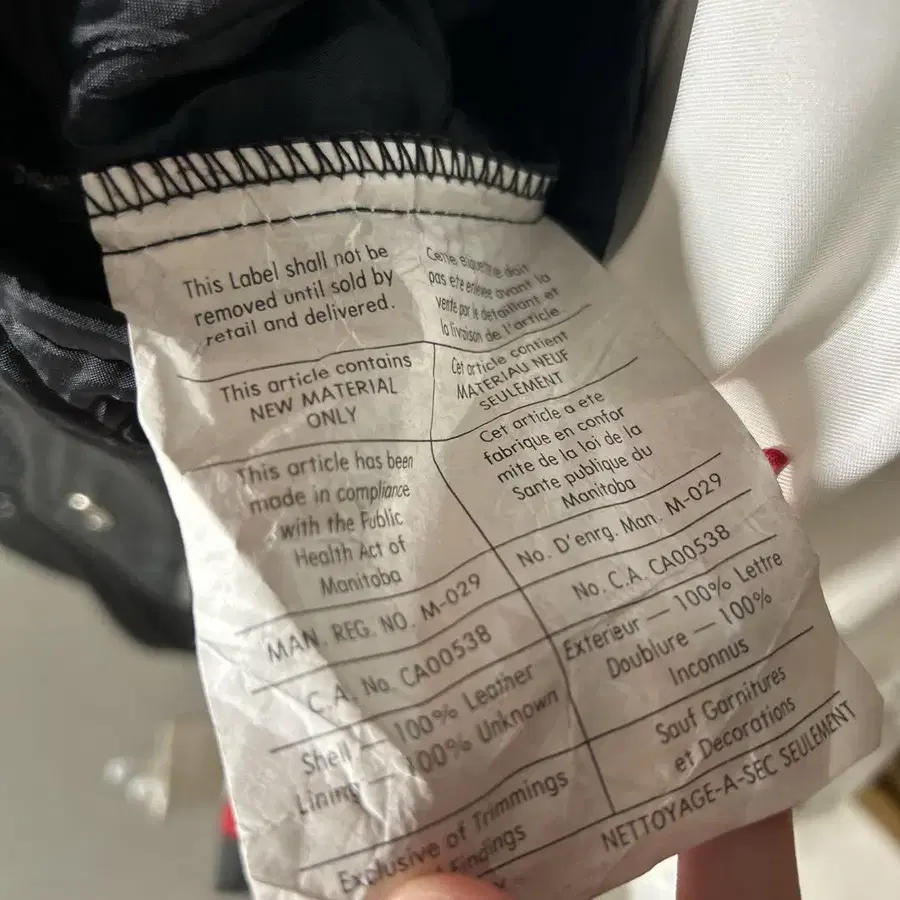 This Label shall not be
removed until sold by
retail and delivered.
This article contains
NEW MATERIAL
ONLY
This article has been
made in compliance
with the Public
Health Act of
Manitoba
MAN. REG. NO. M-029
C.A. No. CA00538
Shell — 100% Leather
Lining — 100% Unknown
Exclusive of Trimmings
Findings
doit
pas ete enlevee avant la
vente par le detaillant et
la livraison de l'article.
Cet article contient
MATERIAU NEUF
SEULEMENT
Cet article a ete
fabrique en confor
mite de la loi de la
Sante publique du
Manitoba
No. D'enrg. Man. M-029
No. C.A. CA00538
Exterieur — 100% Lettre
Doublure — 100%
Inconnus
Sauf Garnitures
et Decorations
NETTOYAGE-A-SEC SEULEMENT